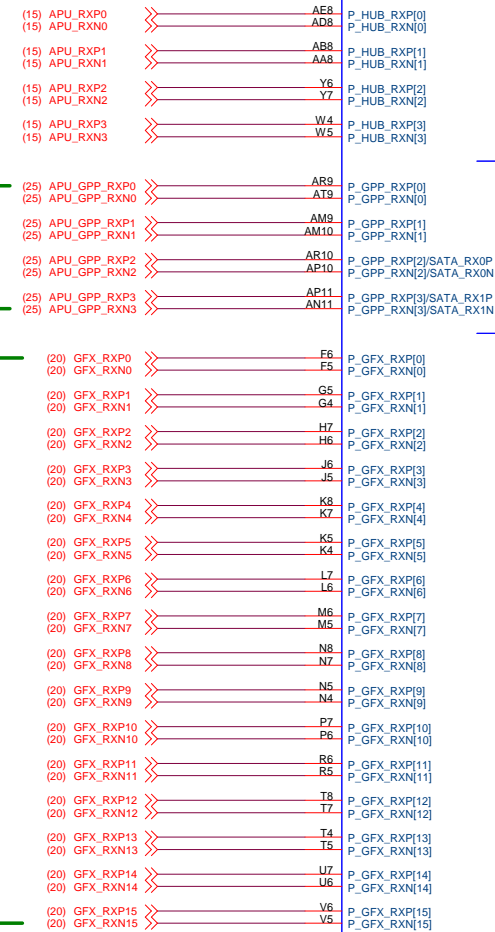 (15) APU_RXP0 AE8 P_HUB_RXP[0]
(15) APU_RXN0 AD8 P_HUB_RXN[0]
(15) APU_RXP1 AB8 P_HUB_RXP[1]
(15) APU_RXN1 AA8 P_HUB_RXN[1]
(15) APU_RXP2 Y6 P_HUB_RXP[2]
(15) APU_RXN2 Y7 P_HUB_RXN[2]
(15) APU_RXP3 W4 P_HUB_RXP[3]
(15) APU_RXN3 W5 P_HUB_RXN[3]
(25) APU_GPP_RXP0 AR9 P_GPP_RXP[0]
(25) APU_GPP_RXN0 AT9 P_GPP_RXN[0]
(25) APU_GPP_RXP1 AM9 P_GPP_RXP[1]
(25) APU_GPP_RXN1 AM10 P_GPP_RXN[1]
(25) APU_GPP_RXP2 AR10 P_GPP_RXP[2]/SATA_RX0P
(25) APU_GPP_RXN2 AP10 P_GPP_RXN[2]/SATA_RX0N
(25) APU_GPP_RXP3 AP11 P_GPP_RXP[3]/SATA_RX1P
(25) APU_GPP_RXN3 AN11 P_GPP_RXN[3]/SATA_RX1N
(20) GFX_RXP0 F6 P_GFX_RXP[0]
(20) GFX_RXN0 F5 P_GFX_RXN[0]
(20) GFX_RXP1 G5 P_GFX_RXP[1]
(20) GFX_RXN1 G4 P_GFX_RXN[1]
(20) GFX_RXP2 H7 P_GFX_RXP[2]
(20) GFX_RXN2 H6 P_GFX_RXN[2]
(20) GFX_RXP3 J6 P_GFX_RXP[3]
(20) GFX_RXN3 J5 P_GFX_RXN[3]
(20) GFX_RXP4 K8 P_GFX_RXP[4]
(20) GFX_RXN4 K7 P_GFX_RXN[4]
(20) GFX_RXP5 K5 P_GFX_RXP[5]
(20) GFX_RXN5 K4 P_GFX_RXN[5]
(20) GFX_RXP6 L7 P_GFX_RXP[6]
(20) GFX_RXN6 L6 P_GFX_RXN[6]
(20) GFX_RXP7 M6 P_GFX_RXP[7]
(20) GFX_RXN7 M5 P_GFX_RXN[7]
(20) GFX_RXP8 N8 P_GFX_RXP[8]
(20) GFX_RXN8 N7 P_GFX_RXN[8]
(20) GFX_RXP9 N5 P_GFX_RXP[9]
(20) GFX_RXN9 N4 P_GFX_RXN[9]
(20) GFX_RXP10 P7 P_GFX_RXP[10]
(20) GFX_RXN10 P6 P_GFX_RXN[10]
(20) GFX_RXP11 R6 P_GFX_RXP[11]
(20) GFX_RXN11 R5 P_GFX_RXN[11]
(20) GFX_RXP12 T8 P_GFX_RXP[12]
(20) GFX_RXN12 T7 P_GFX_RXN[12]
(20) GFX_RXP13 T4 P_GFX_RXP[13]
(20) GFX_RXN13 T5 P_GFX_RXN[13]
(20) GFX_RXP14 U7 P_GFX_RXP[14]
(20) GFX_RXN14 U6 P_GFX_RXN[14]
(20) GFX_RXP15 V6 P_GFX_RXP[15]
(20) GFX_RXN15 V5 P_GFX_RXN[15]